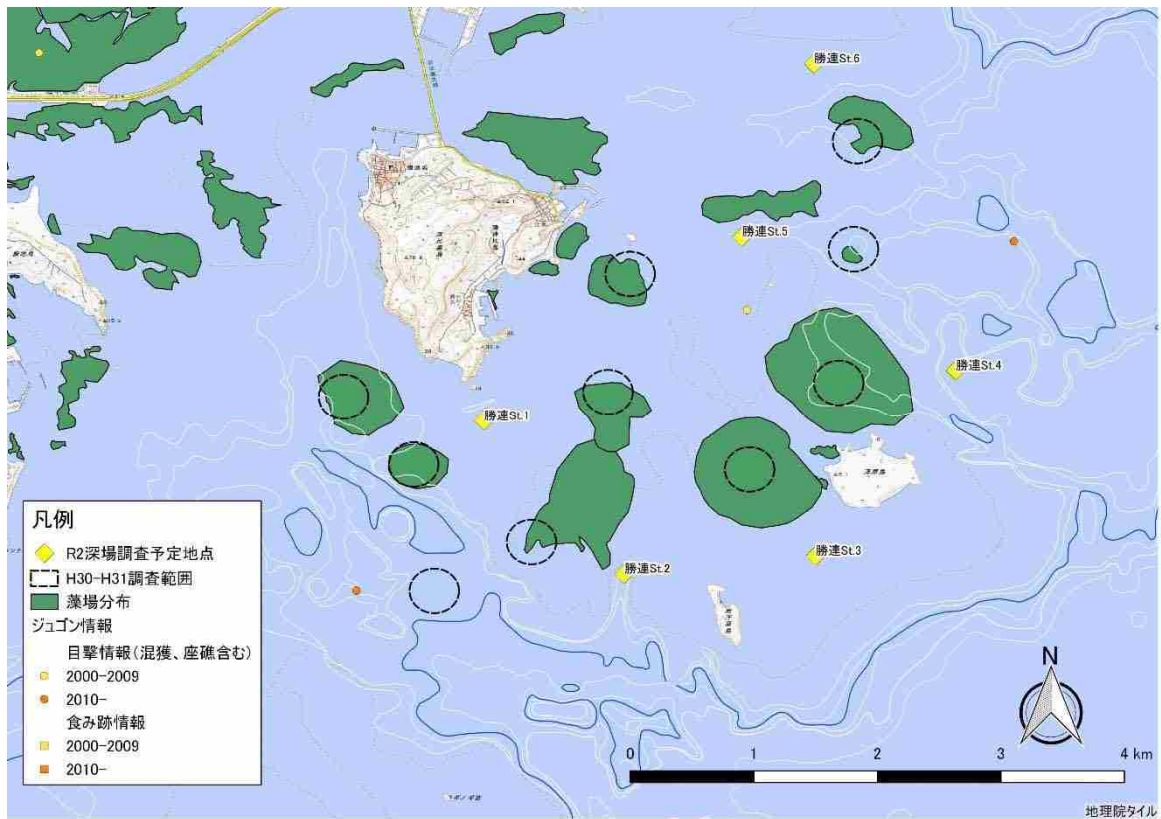 勝連St.6
勝連St.5
勝連St.4
勝連St.1
勝連St.3
勝連St.2
凡例
R2深場調査予定地点
H30-H31調査範囲
藻場分布
ジュゴン情報
目撃情報(混獲、座礁含む)
2000-2009
2010-
食み跡情報
2000-2009
2010-
N
0 1 2 3 4 km
地理院タイル